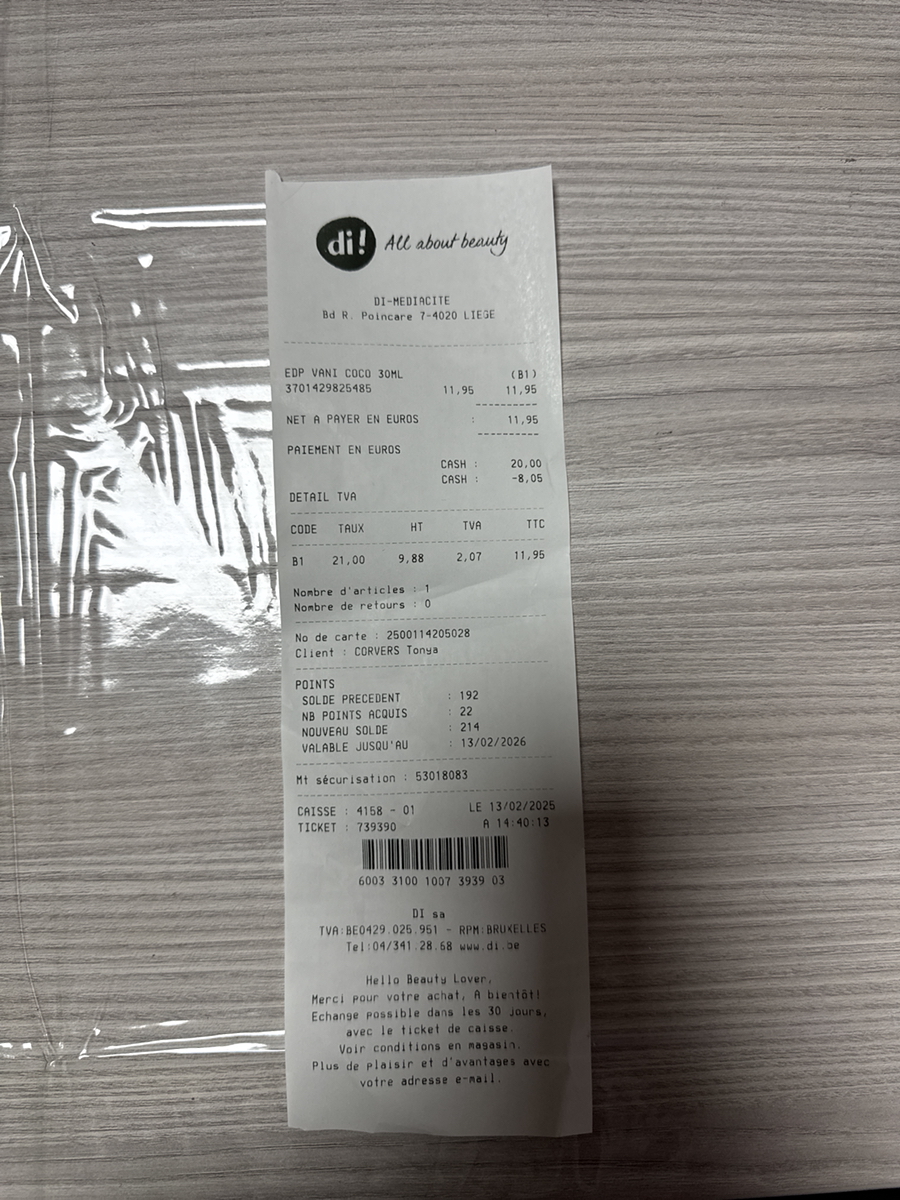 di! All about beauty
DI-MEDIACITE
Bd R. Poincare 7-4020 LIEGE
EDP VANI COCO 30ML (B1)
3701429825485 11,95 11,95
NET A PAYER EN EUROS : 11,95
PAIEMENT EN EUROS
CASH : 20,00
CASH : -8,05
DETAIL TVA
CODE TAUX HT TVA TTC
B1 21,00 9,88 2,07 11,95
Nombre d'articles : 1
Nombre de retours : 0
No de carte : 2500114205028
Client : CORVERS Tonya
POINTS
SOLDE PRECEDENT : 192
NB POINTS ACQUIS : 22
NOUVEAU SOLDE : 214
VALABLE JUSQU'AU : 13/02/2026
Mt sécurisation : 53018083
CAISSE : 4158 - 01 LE 13/02/2025
TICKET : 739390 A 14:40:13
6003 3100 1007 3939 03
DI sa
TVA:BE0429.025.951 - RPM:BRUXELLES
Tel:04/341.28.68 www.di.be
Hello Beauty Lover,
Merci pour votre achat, A bientôt!
Echange possible dans les 30 jours,
avec le ticket de caisse.
Voir conditions en magasin.
Plus de plaisir et d'avantages avec
votre adresse e-mail.